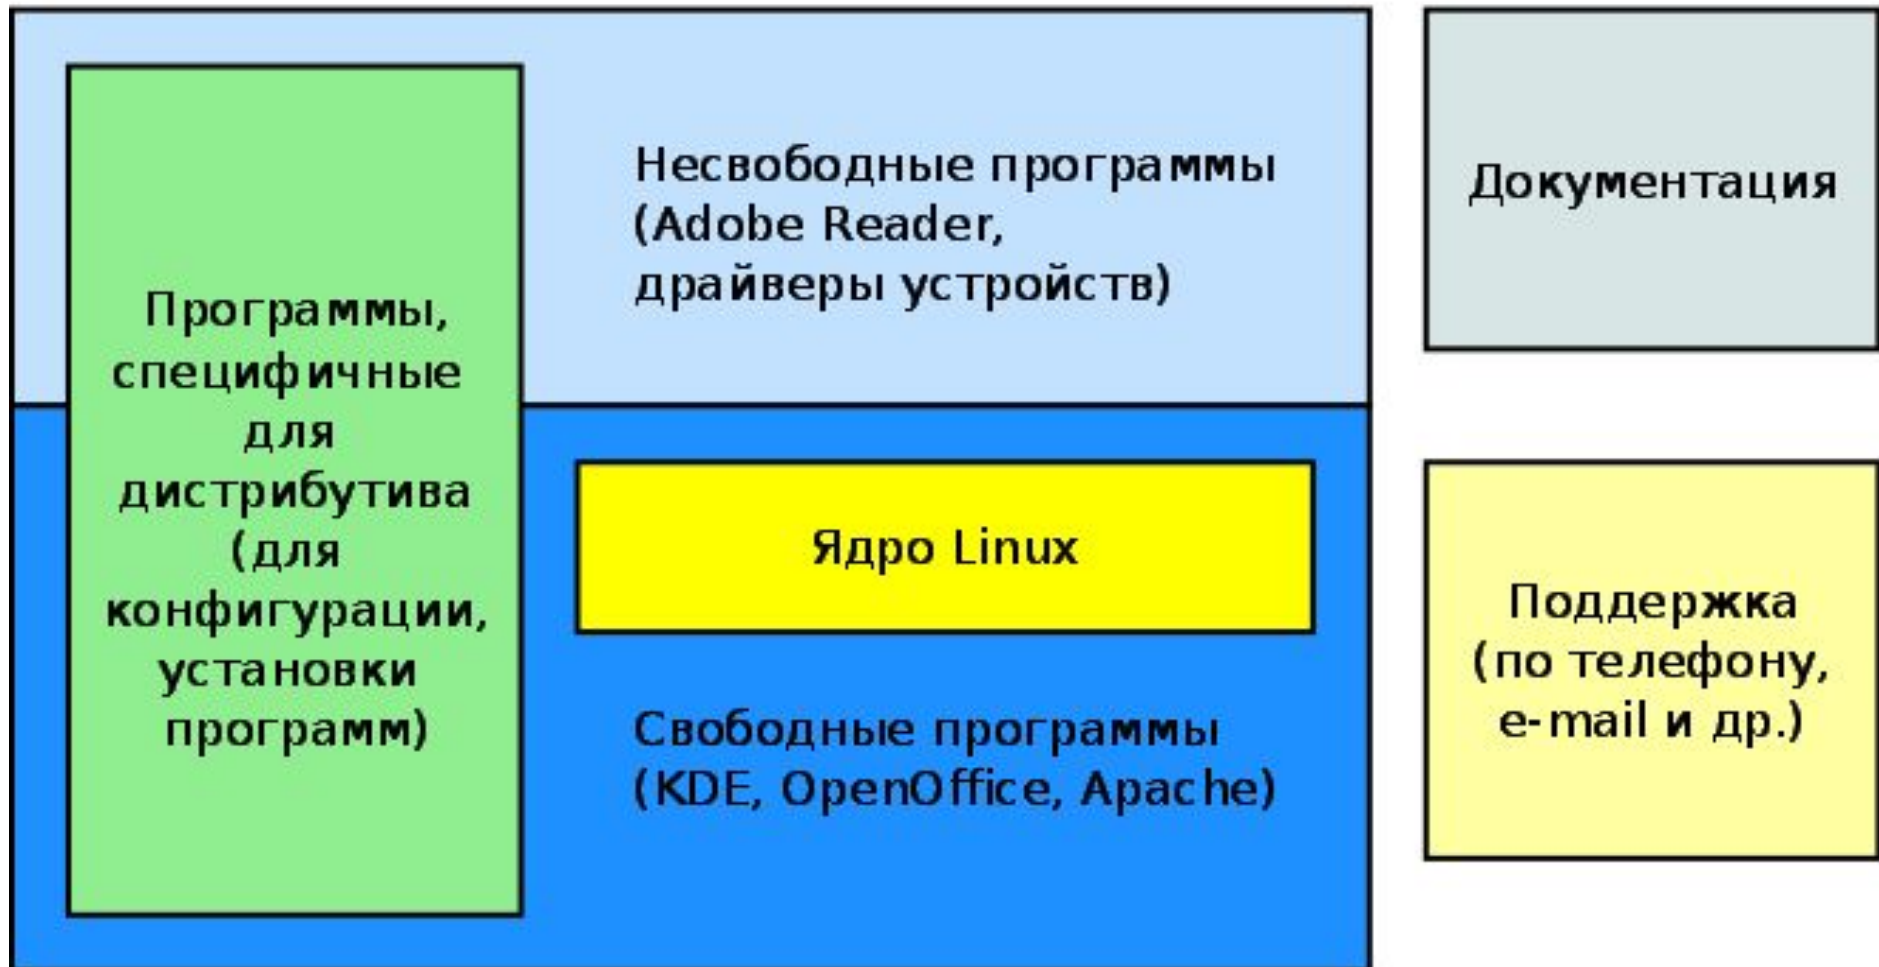 Программы,
специфичные
для
дистрибутива
(для
конфигурации,
установки
программ)
Несвободные программы
(Adobe Reader,
драйверы устройств)
Ядро Linux
Свободные программы
(KDE, OpenOffice, Apache)
Документация
Поддержка
(по телефону,
e-mail и др.)